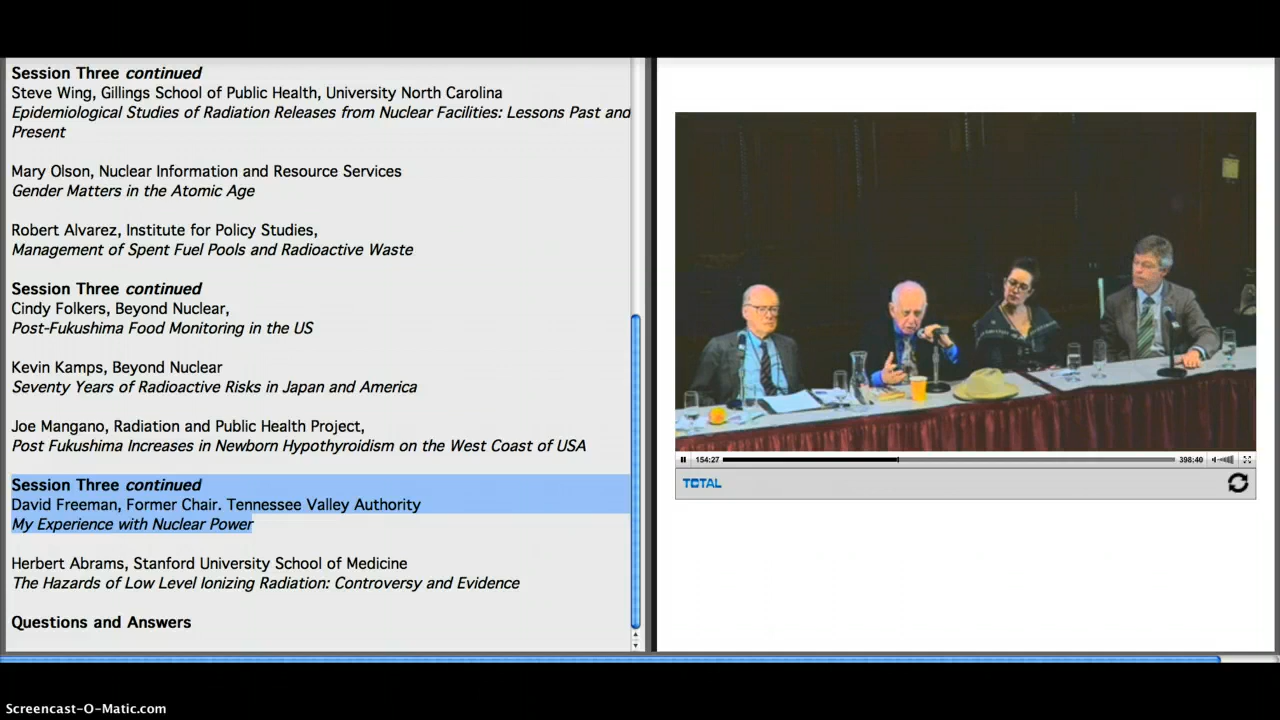 Session Three continued
Steve Wing, Gillings School of Public Health, University North Carolina
Epidemiological Studies of Radiation Releases from Nuclear Facilities: Lessons Past and
Present
Mary Olson, Nuclear Information and Resource Services
Gender Matters in the Atomic Age
Robert Alvarez, Institute for Policy Studies,
Management of Spent Fuel Pools and Radioactive Waste
Session Three continued
Cindy Folkers, Beyond Nuclear,
Post-Fukushima Food Monitoring in the US
Kevin Kamps, Beyond Nuclear
Seventy Years of Radioactive Risks in Japan and America
Joe Mangano, Radiation and Public Health Project,
Post Fukushima Increases in Newborn Hypothyroidism on the West Coast of USA
Session Three continued
David Freeman, Former Chair. Tennessee Valley Authority
My Experience with Nuclear Power
Herbert Abrams, Stanford University School of Medicine
The Hazards of Low Level Ionizing Radiation: Controversy and Evidence
Questions and Answers
154:27
398:40
TOTAL
Screencast-O-Matic.com